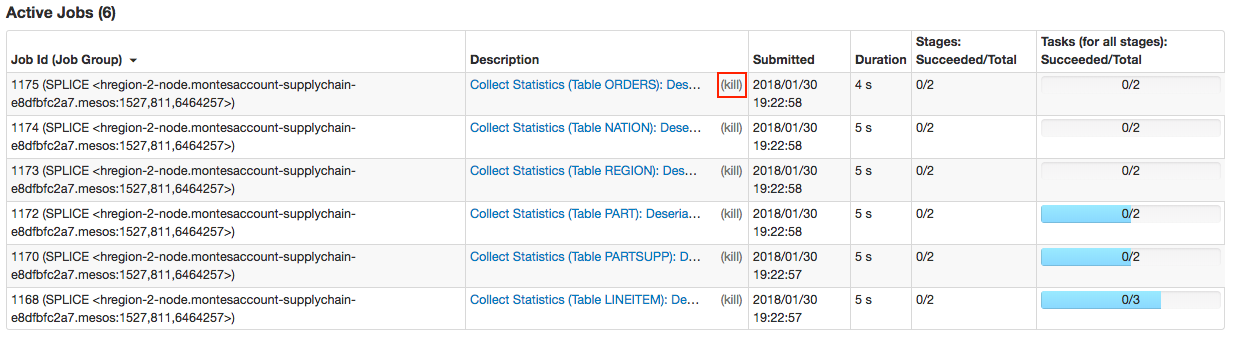 Active Jobs (6)
Stages: Tasks (for all stages):
Job Id (Job Group) Description Submitted Duration Succeeded/Total Succeeded/Total
1175 (SPLICE <hregion-2-node.montesaccount-supplychain- Collect Statistics (Table ORDERS): Des... (kill) 2018/01/30 4 s 0/2 0/2
e8dfbfc2a7.mesos:1527,811,6464257>) 19:22:58
1174 (SPLICE <hregion-2-node.montesaccount-supplychain- Collect Statistics (Table NATION): Dese... (kill) 2018/01/30 5 s 0/2 0/2
e8dfbfc2a7.mesos:1527,811,6464257>) 19:22:58
1173 (SPLICE <hregion-2-node.montesaccount-supplychain- Collect Statistics (Table REGION): Des... (kill) 2018/01/30 5 s 0/2 0/2
e8dfbfc2a7.mesos:1527,811,6464257>) 19:22:58
1172 (SPLICE <hregion-2-node.montesaccount-supplychain- Collect Statistics (Table PART): Deseria... (kill) 2018/01/30 5 s 0/2 0/2
e8dfbfc2a7.mesos:1527,811,6464257>) 19:22:58
1170 (SPLICE <hregion-2-node.montesaccount-supplychain- Collect Statistics (Table PARTSUPP): D... (kill) 2018/01/30 5 s 0/2 0/2
e8dfbfc2a7.mesos:1527,811,6464257>) 19:22:57
1168 (SPLICE <hregion-2-node.montesaccount-supplychain- Collect Statistics (Table LINEITEM): De... (kill) 2018/01/30 5 s 0/2 0/3
e8dfbfc2a7.mesos:1527,811,6464257>) 19:22:57